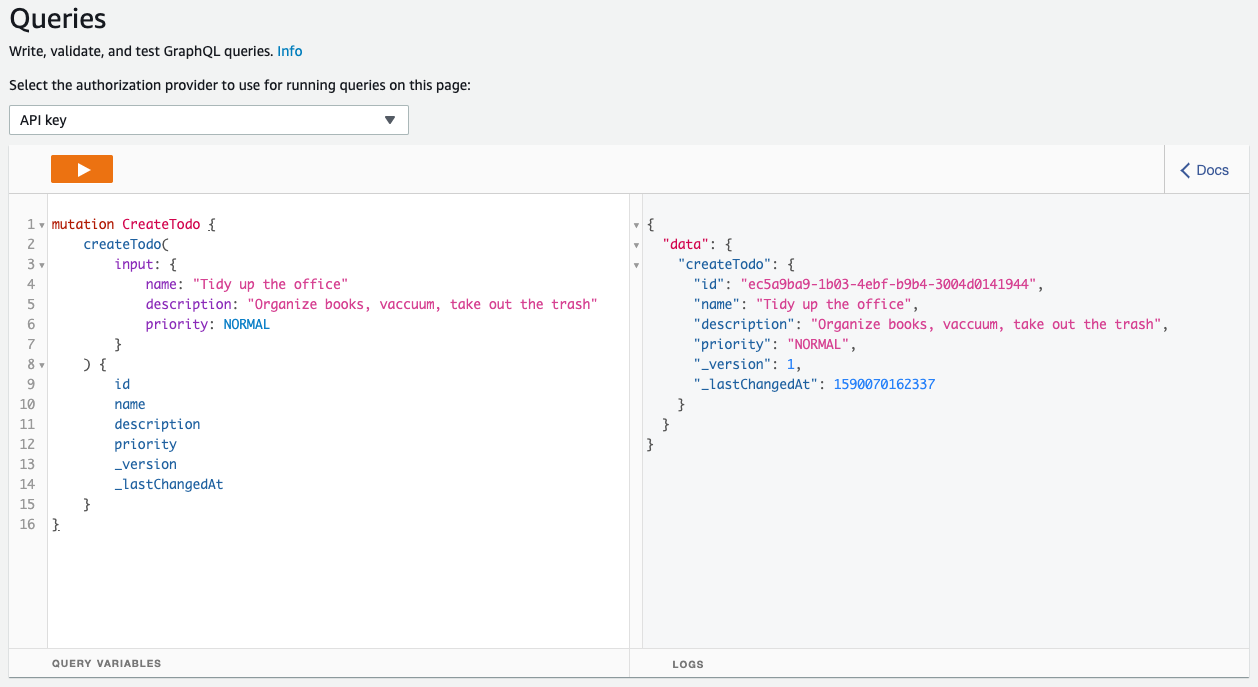 Queries
Write, validate, and test GraphQL queries. Info
Select the authorization provider to use for running queries on this page:
API key
Docs
1 mutation CreateTodo {
2 createTodo(
3 input: {
4 name: "Tidy up the office"
5 description: "Organize books, vaccuum, take out the trash"
6 priority: NORMAL
7 }
8 ) {
9 id
10 name
11 description
12 priority
13 _version
14 _lastChangedAt
15 }
16 }
{
"data": {
"createTodo": {
"id": "ec5a9ba9-1b03-4ebf-b9b4-3004d0141944",
"name": "Tidy up the office",
"description": "Organize books, vaccuum, take out the trash",
"priority": "NORMAL",
"_version": 1,
"_lastChangedAt": 1590070162337
}
}
}
QUERY VARIABLES
LOGS